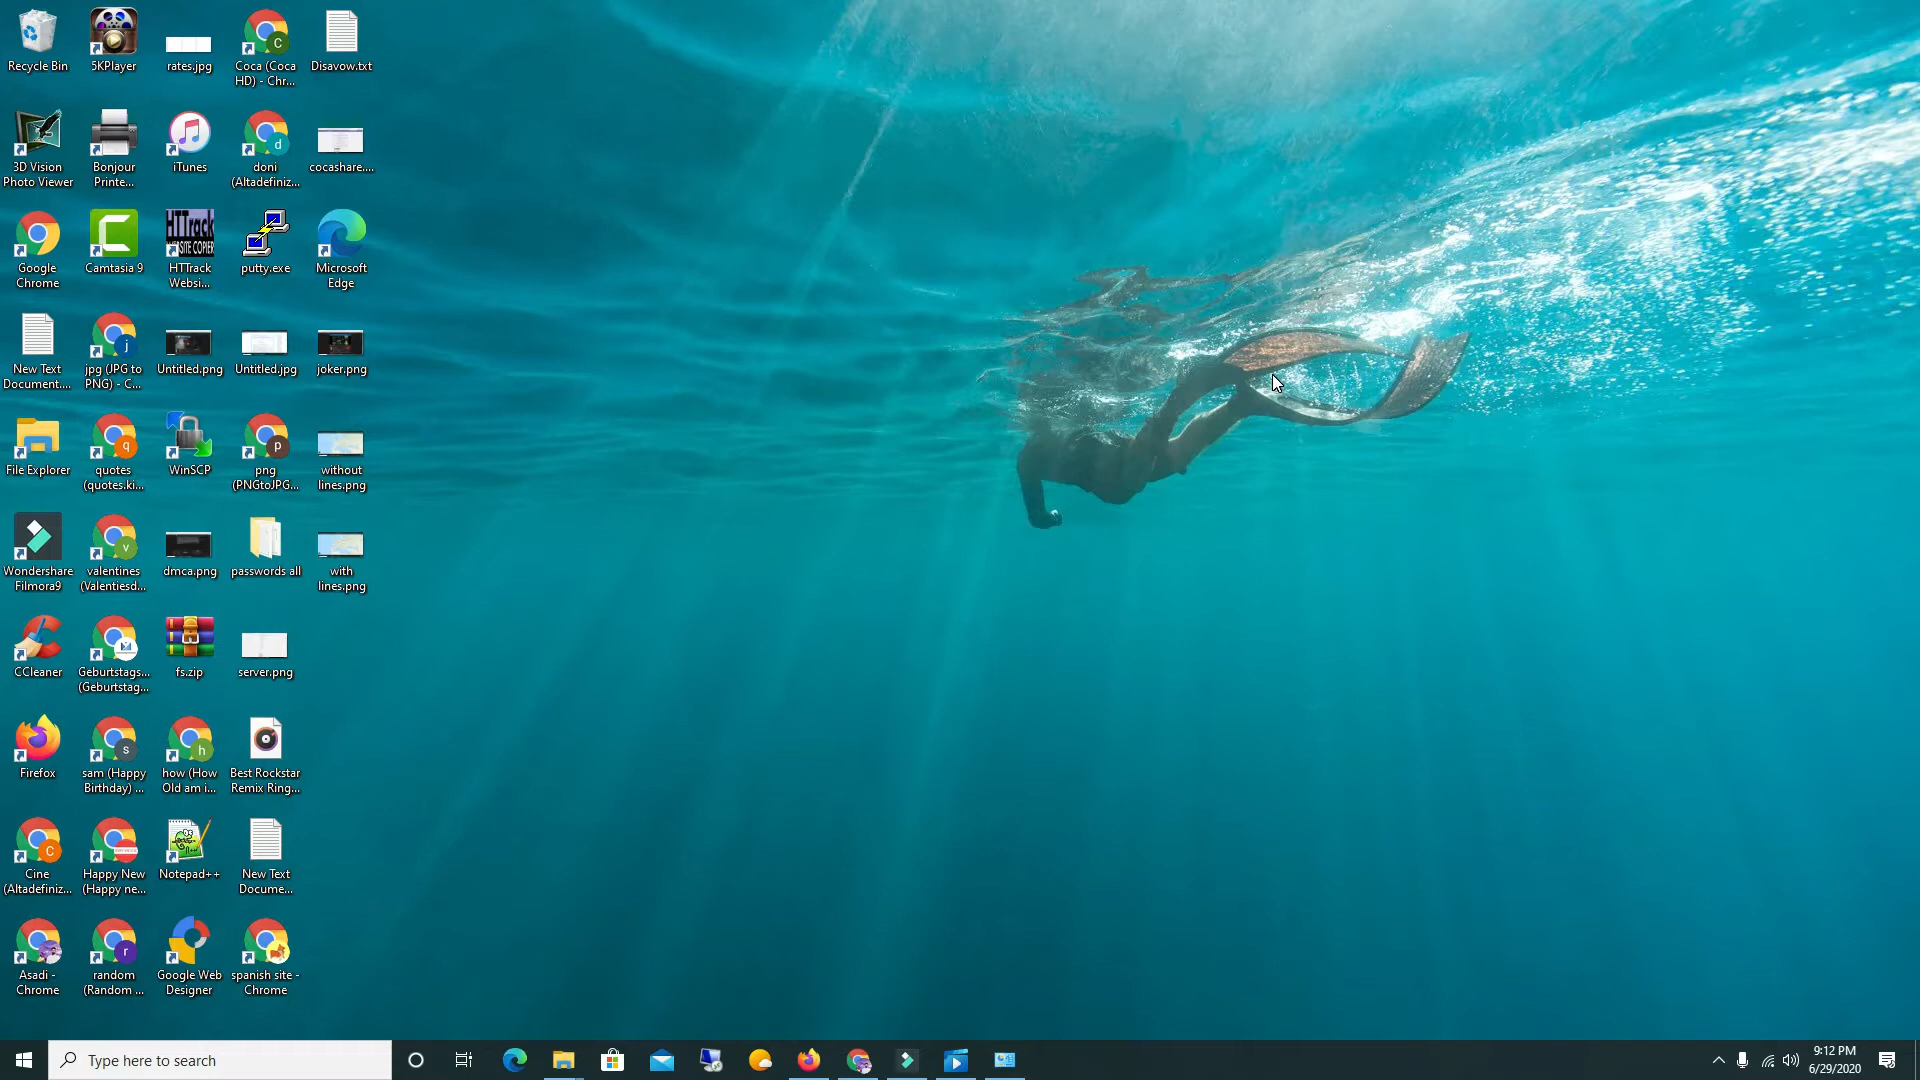 Recycle Bin
5KPlayer
rates.jpg
Coca (Coca
HD) - Chr...
Disavow.txt
3D Vision
Photo Viewer
Bonjour
Printe...
iTunes
doni
(Altadefiniz...
cocashare....
Google
Chrome
Camtasia 9
HTTrack
Websi...
putty.exe
Microsoft
Edge
New Text
Document....
jpg (JPG to
PNG) - C...
Untitled.png
Untitled.jpg
joker.png
File Explorer
quotes
(quotes.ki...
WinSCP
png
(PNGtoJPG...
without
lines.png
Wondershare
Filmora9
valentines
(Valentiesd...
dmca.png
passwords all
with
lines.png
CCleaner
Geburtstags...
(Geburtstag...
fs.zip
server.png
Firefox
sam (Happy
Birthday) ...
how (How
Old am i...
Best Rockstar
Remix Ring...
Cine
(Altadefiniz...
Happy New
(Happy ne...
Notepad++
New Text
Docume...
Asadi -
Chrome
random
(Random ...
Google Web
Designer
spanish site -
Chrome
Type here to search
9:12 PM
6/29/2020